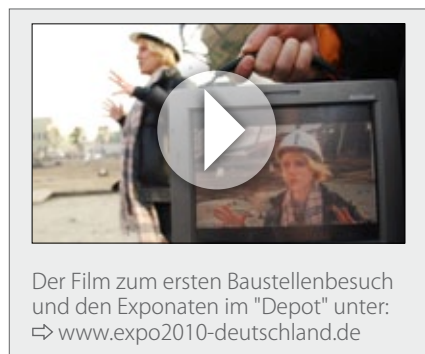 Der Film zum ersten Baustellenbesuch
und den Exponaten im "Depot" unter:
⇨ www.expo2010-deutschland.de